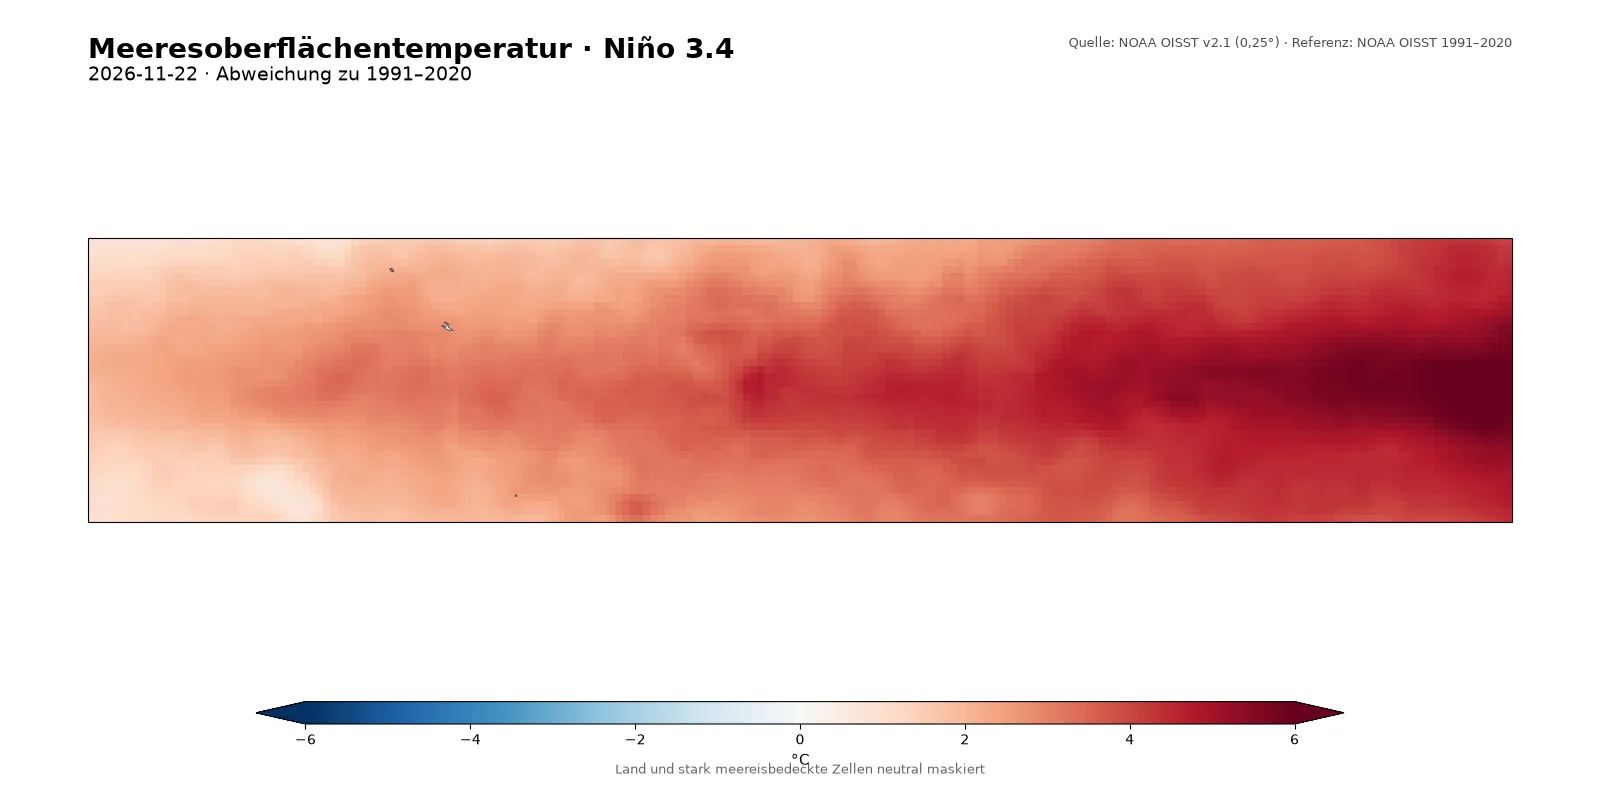 Meeresoberflächentemperatur · Niño 3.4
2026-11-22 · Abweichung zu 1991–2020
Quelle: NOAA OISST v2.1 (0,25°) · Referenz: NOAA OISST 1991–2020
−6 −4 −2 0 2 4 6
°C
Land und stark meereisbedeckte Zellen neutral maskiert